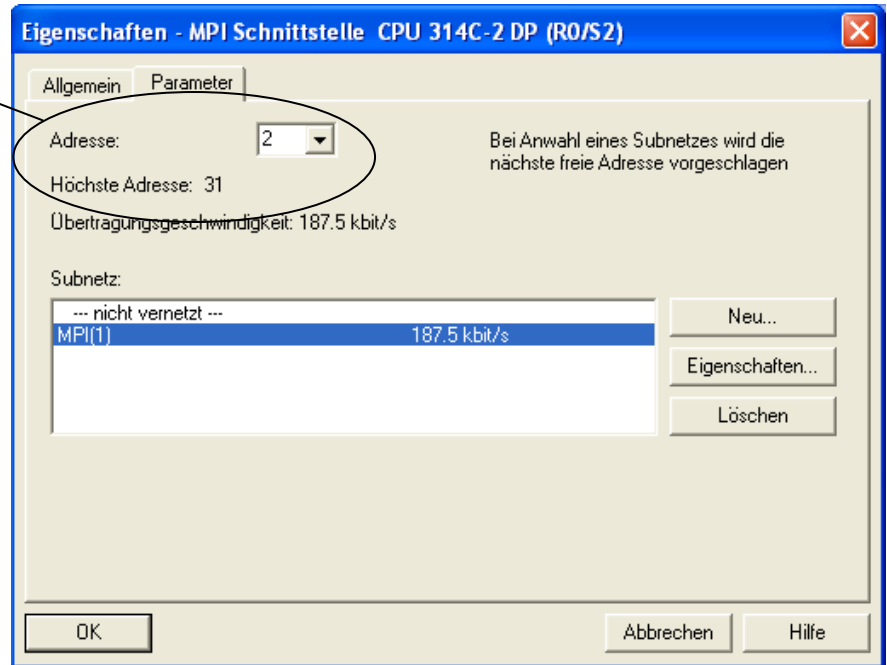 Eigenschaften - MPI Schnittstelle CPU 314C-2 DP (R0/S2)
Allgemein Parameter
Adresse: 2
Bei Anwahl eines Subnetzes wird die
nächste freie Adresse vorgeschlagen
Höchste Adresse: 31
Übertragungsgeschwindigkeit: 187.5 kbit/s
Subnetz:
--- nicht vernetzt ---
MPI(1) 187.5 kbit/s
Neu...
Eigenschaften...
Löschen
OK Abbrechen Hilfe